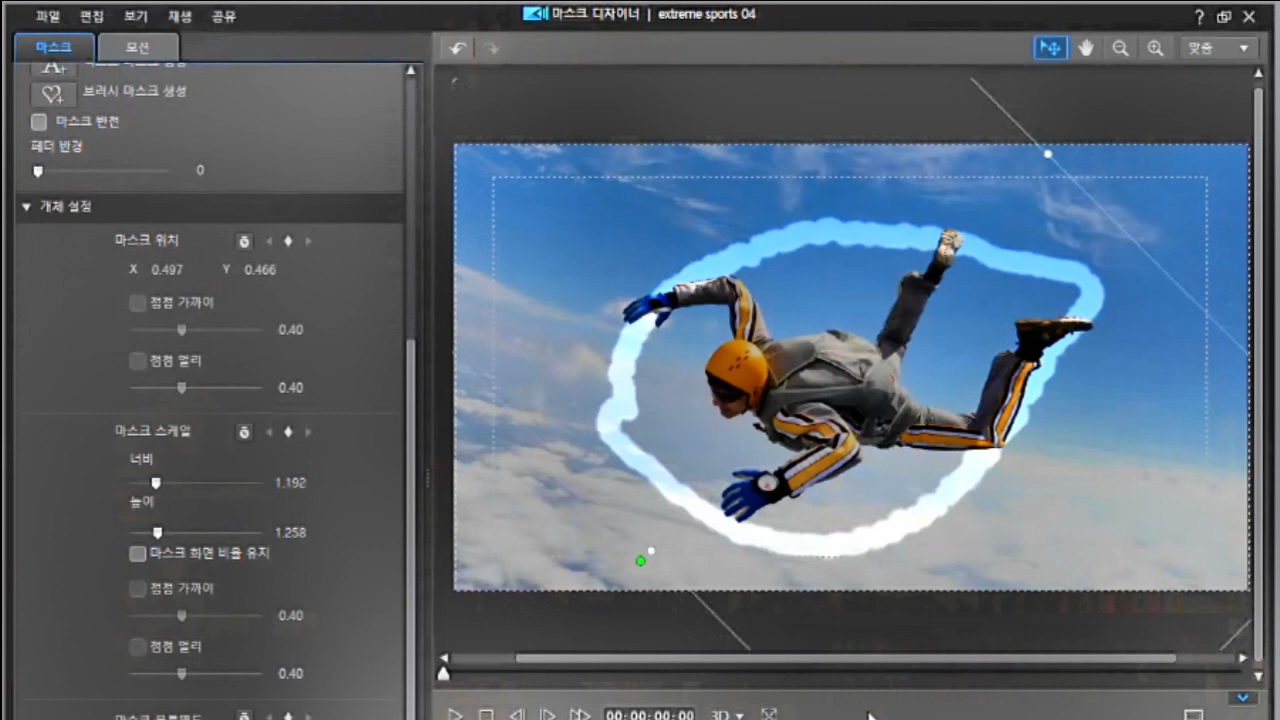 파일 편집 보기 재생 공유
마스크 디자이너 | extreme sports 04
마스크 모션
맞춤
브러시 마스크 생성
마스크 반전
페더 반경
0
개체 설정
마스크 위치
X 0.497 Y 0.466
점점 가까이
0.40
점점 멀리
0.40
마스크 스케일
너비
1.192
높이
1.258
마스크 화면 비율 유지
점점 가까이
0.40
점점 멀리
0.40
00:00:00:00 3D